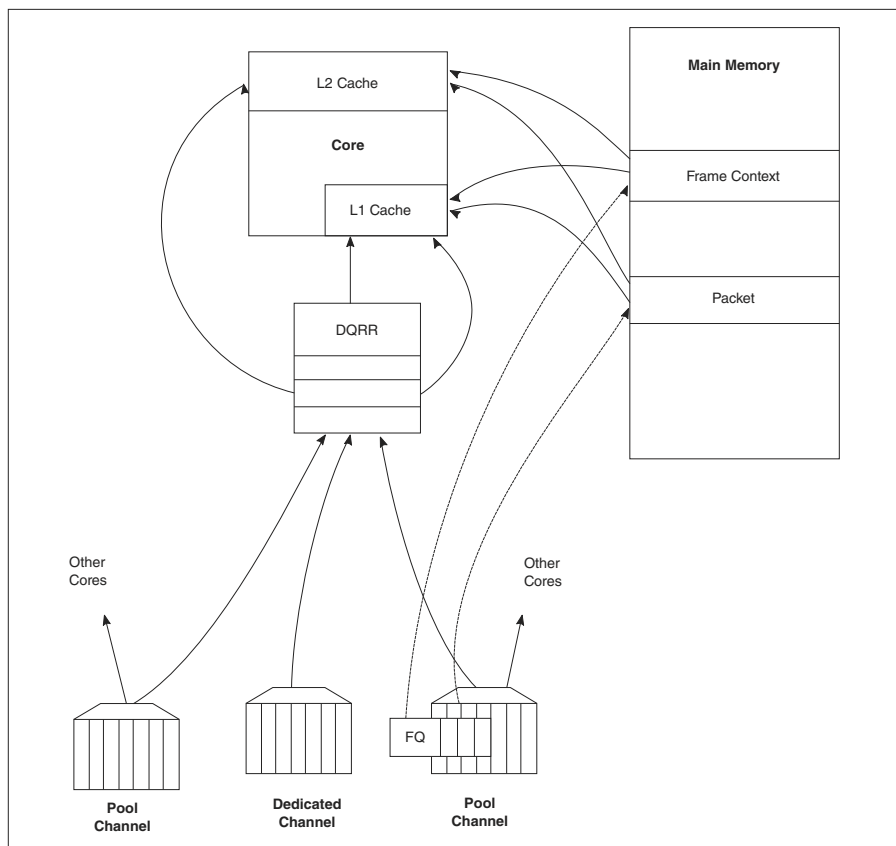 L2 Cache
Main Memory
Core
Frame Context
L1 Cache
Packet
DQRR
Other
Cores
Other
Cores
FQ
Pool
Channel
Dedicated
Channel
Pool
Channel